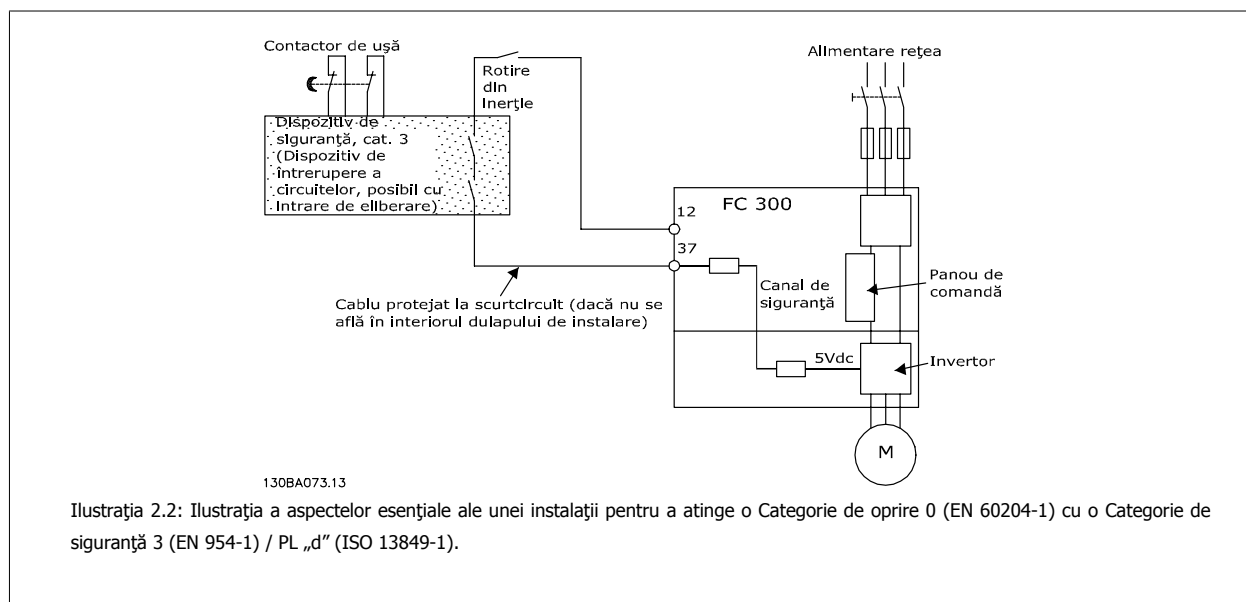 Contactor de uşă
Rotire
din
inerţie
Alimentare reţea
Dispozitiv de
siguranţă, cat. 3
(Dispozitiv de
întrerupere a
circuitelor, posibil cu
intrare de eliberare)
12
FC 300
37
Canal de
siguranţă
Panou de
comandă
Cablu protejat la scurtcircuit (dacă nu se
află în interiorul dulapului de instalare)
5Vdc
Invertor
M
130BA073.13
Ilustraţia 2.2: Ilustraţia a aspectelor esenţiale ale unei instalaţii pentru a atinge o Categorie de oprire 0 (EN 60204-1) cu o Categorie de
siguranţă 3 (EN 954-1) / PL „d” (ISO 13849-1).